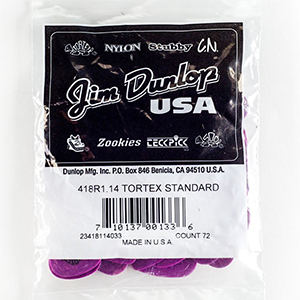 NYLON Stubby C.N.
Jim Dunlop
USA
Zookies TECKPICK
Dunlop Mfg. Inc. P.O. Box 846 Benicia, CA 94510 U.S.A.
418R1.14 TORTEX STANDARD
7 10137 00133 6
23418114033 COUNT 72
MADE IN U.S.A.